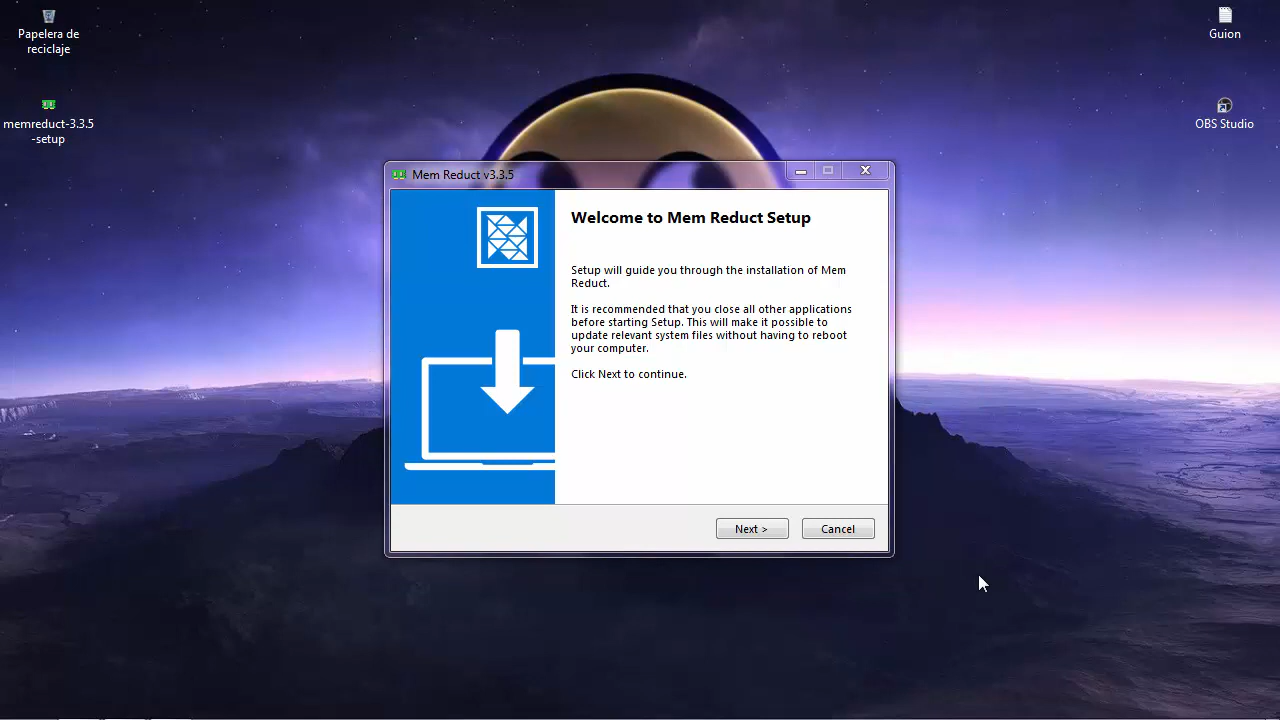 Papelera de
reciclaje
memreduct-3.3.5
-setup
Guion
OBS Studio
Mem Reduct v3.3.5
Welcome to Mem Reduct Setup
Setup will guide you through the installation of Mem
Reduct.
It is recommended that you close all other applications
before starting Setup. This will make it possible to
update relevant system files without having to reboot
your computer.
Click Next to continue.
Next >
Cancel